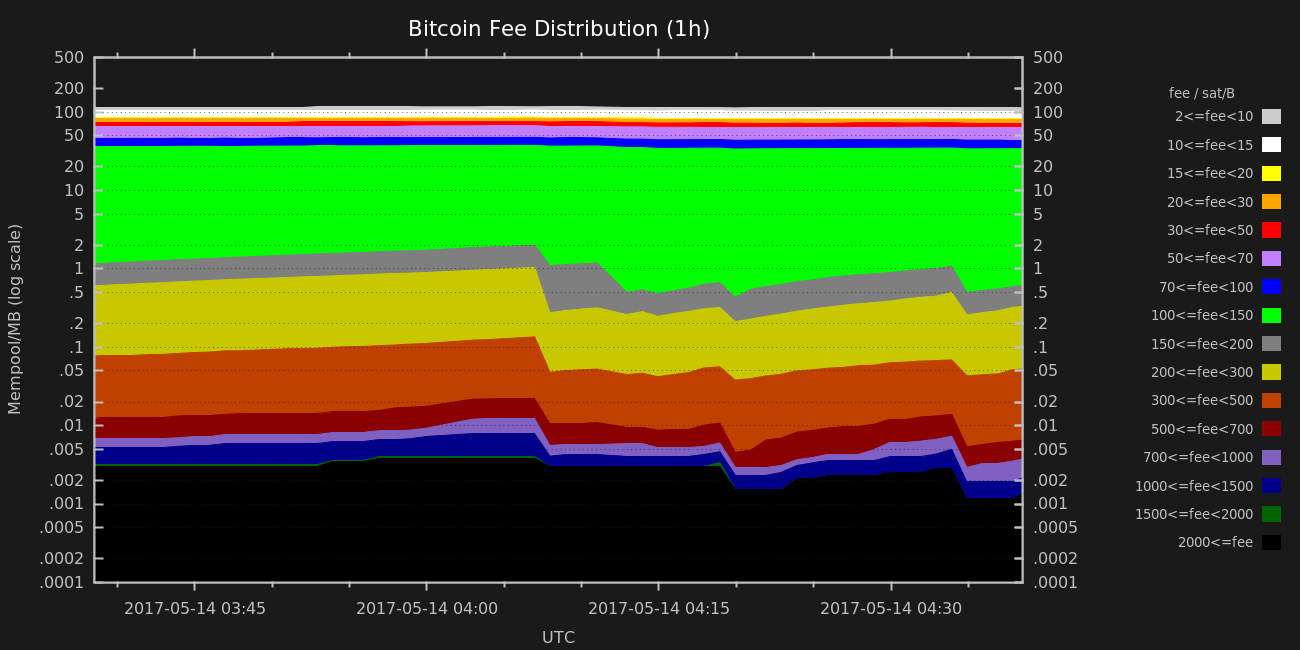 Bitcoin Fee Distribution (1h)
500 500
200 200
100 100
50 50
20 20
10 10
5 5
2 2
1 1
.5 .5
.2 .2
.1 .1
.05 .05
.02 .02
.01 .01
.005 .005
.002 .002
.001 .001
.0005 .0005
.0002 .0002
.0001 .0001
Mempool/MB (log scale)
2017-05-14 03:45 2017-05-14 04:00 2017-05-14 04:15 2017-05-14 04:30
UTC
fee / sat/B
2<=fee<10
10<=fee<15
15<=fee<20
20<=fee<30
30<=fee<50
50<=fee<70
70<=fee<100
100<=fee<150
150<=fee<200
200<=fee<300
300<=fee<500
500<=fee<700
700<=fee<1000
1000<=fee<1500
1500<=fee<2000
2000<=fee